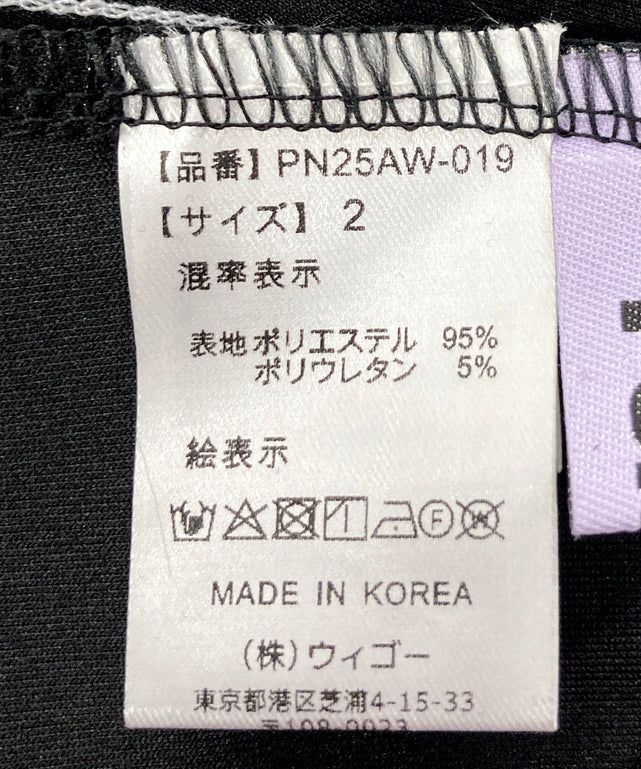 【品番】PN25AW-019
【サイズ】 2
混率表示
表地 ポリエステル 95%
ポリウレタン 5%
絵表示
MADE IN KOREA
(株)ウィゴー
東京都港区芝浦4-15-33